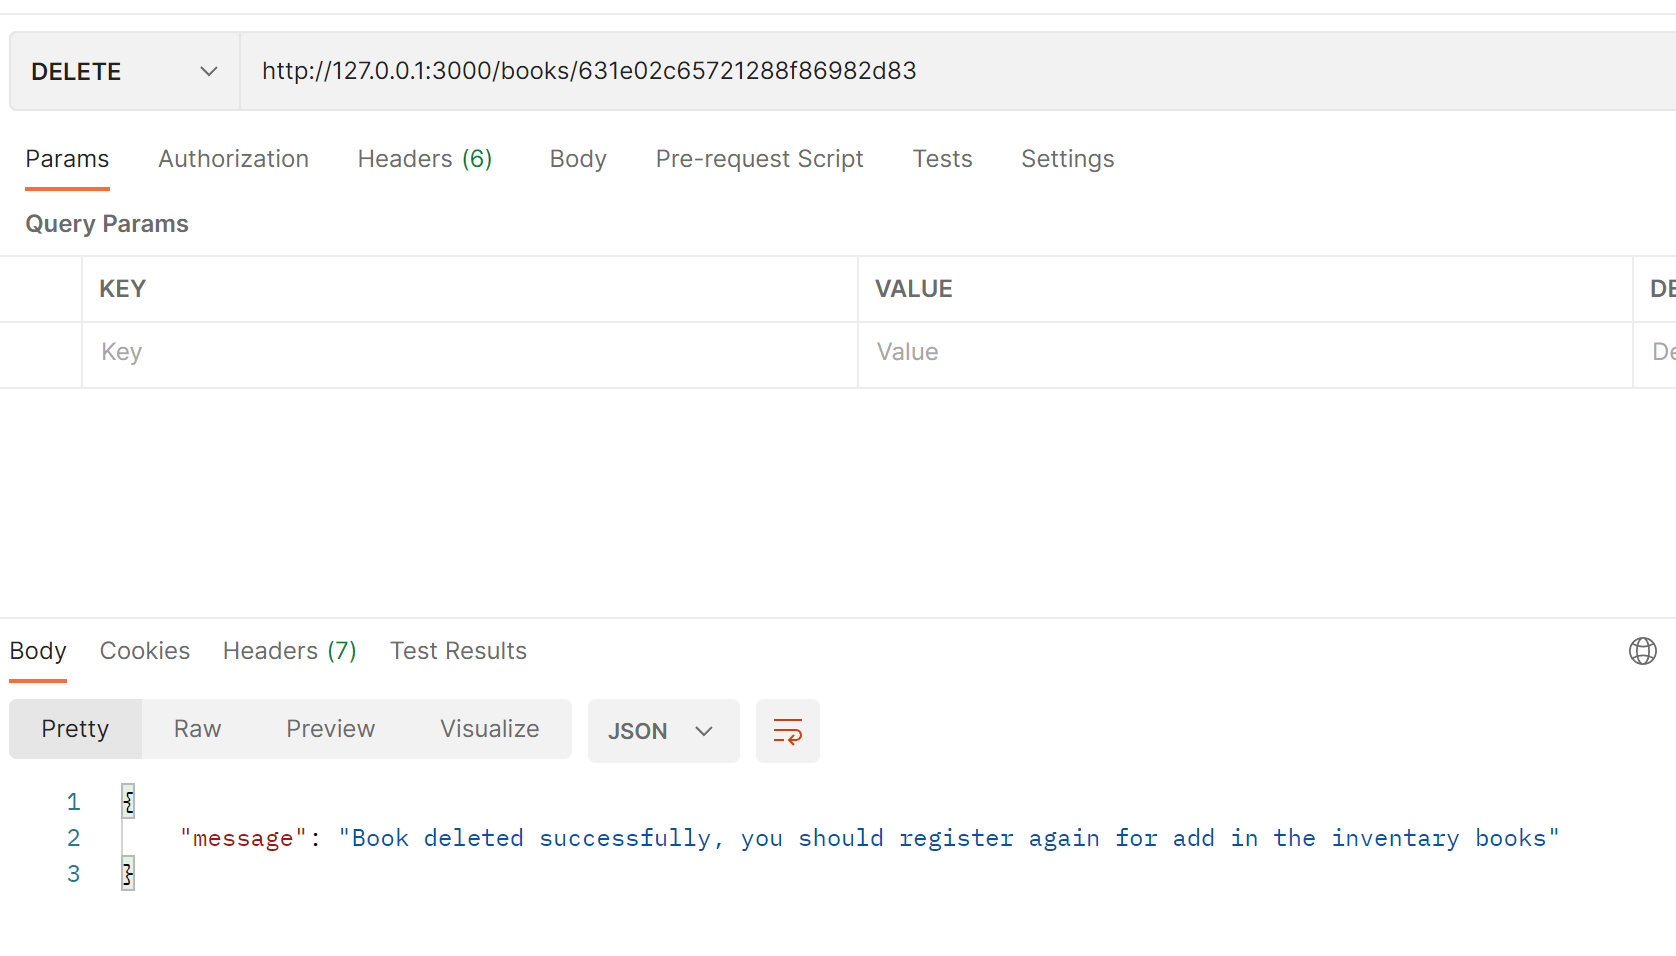 DELETE http://127.0.0.1:3000/books/631e02c65721288f86982d83
Params Authorization Headers (6) Body Pre-request Script Tests Settings
Query Params
KEY VALUE DE
Key Value De
Body Cookies Headers (7) Test Results
Pretty Raw Preview Visualize JSON
1 {
2 "message": "Book deleted successfully, you should register again for add in the inventary books"
3 }